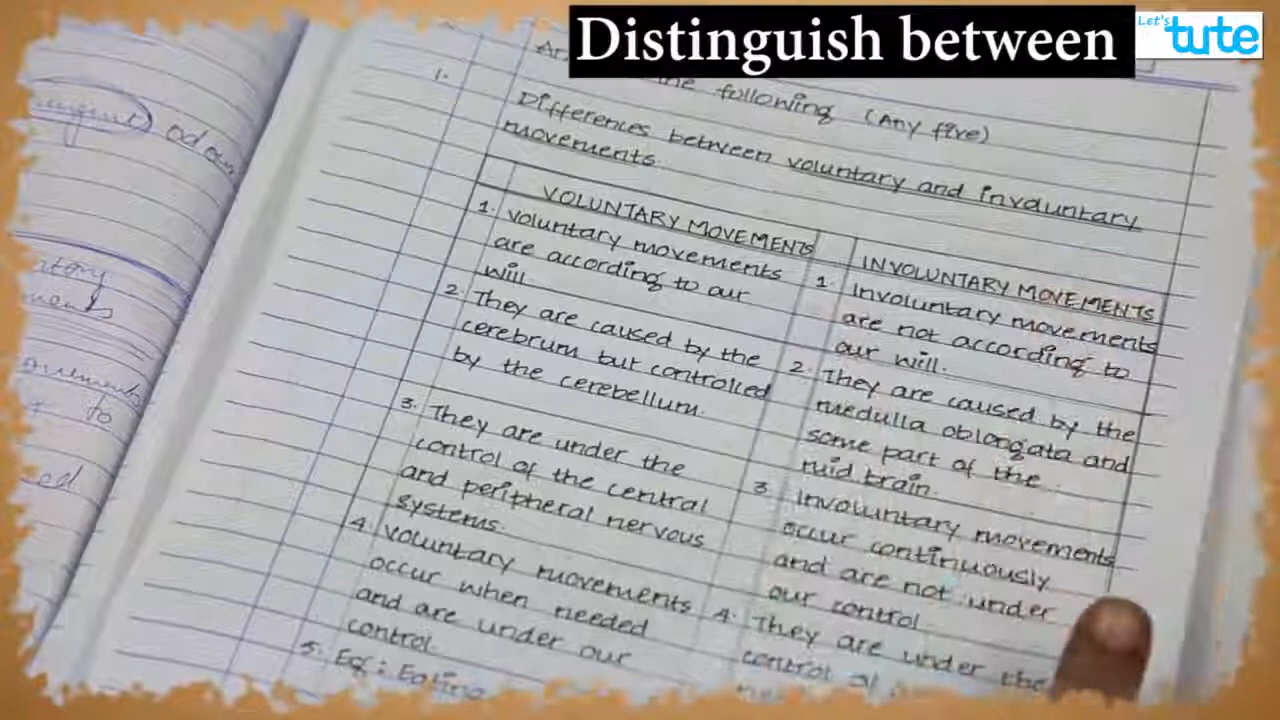 Distinguish between
Let's
tute
the following (Any five)
1.
Differences between voluntary and involuntary
movements.
VOLUNTARY MOVEMENTS
1. Voluntary movements
are according to our
will.
2. They are caused by the
cerebrum but controlled
by the cerebellum.
3. They are under the
control of the central
and peripheral nervous
systems.
4. Voluntary movements
occur when needed
and are under our
control.
5. Eg: Eating
INVOLUNTARY MOVEMENTS
1. Involuntary movements
are not according to
our will.
2. They are caused by the
medulla oblongata and
some part of the
mid brain.
3. Involuntary movements
occur continuously
and are not under
our control
4. They are under the
control
odour
to